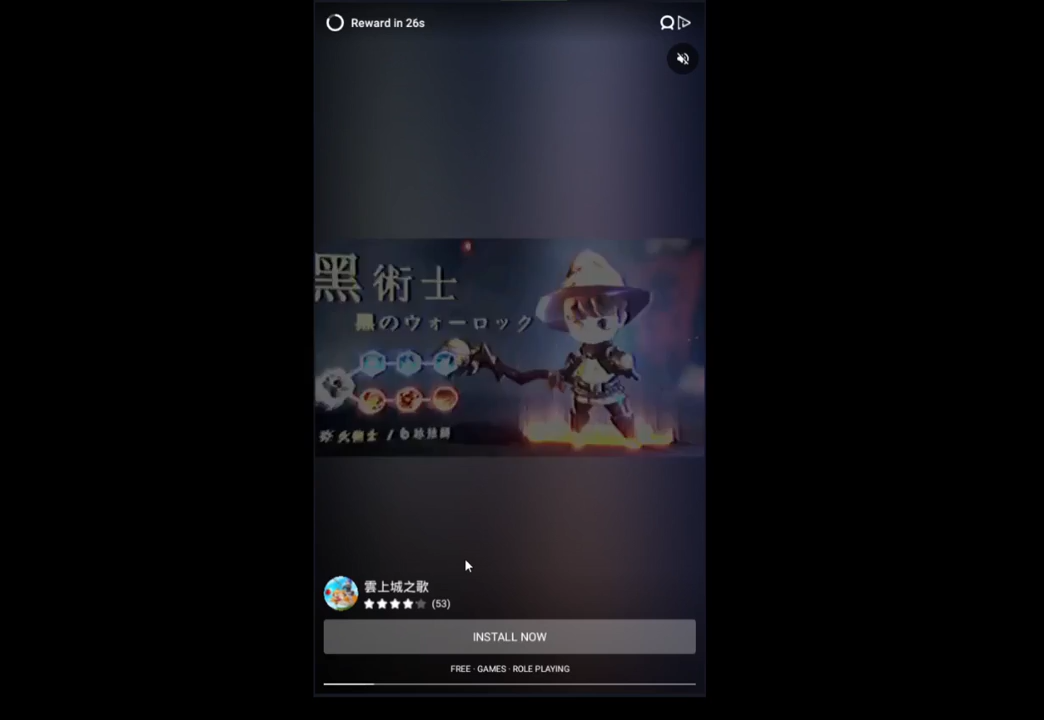 Reward in 26s
黑術士
黒のウォーロック
雲上城之歌
(53)
INSTALL NOW
FREE · GAMES · ROLE PLAYING